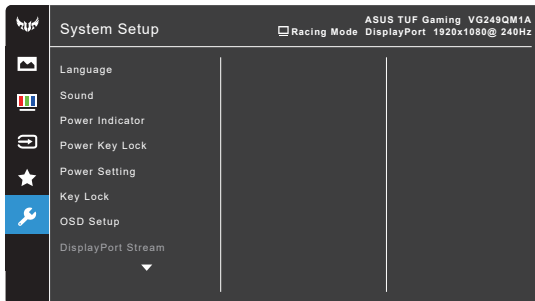 System Setup
ASUS TUF Gaming VG249QM1A
Racing Mode DisplayPort 1920x1080@ 240Hz
Language
Sound
Power Indicator
Power Key Lock
Power Setting
Key Lock
OSD Setup
DisplayPort Stream